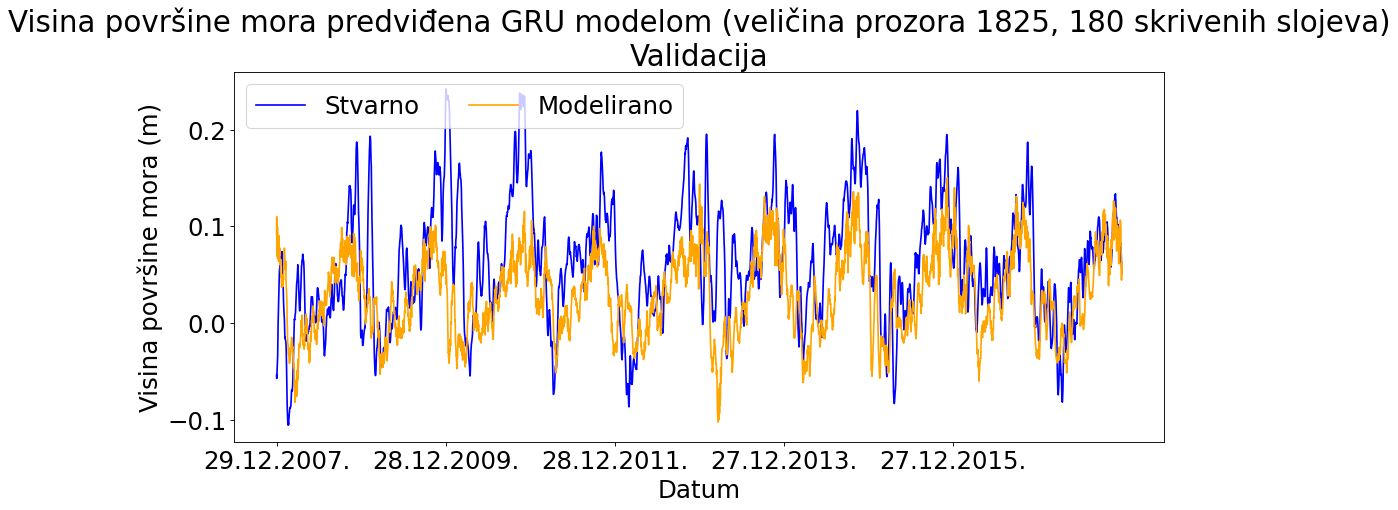 Visina površine mora predviđena GRU modelom (veličina prozora 1825, 180 skrivenih slojeva)
Validacija
Stvarno Modelirano
Visina površine mora (m)
0.2
0.1
0.0
−0.1
29.12.2007. 28.12.2009. 28.12.2011. 27.12.2013. 27.12.2015.
Datum